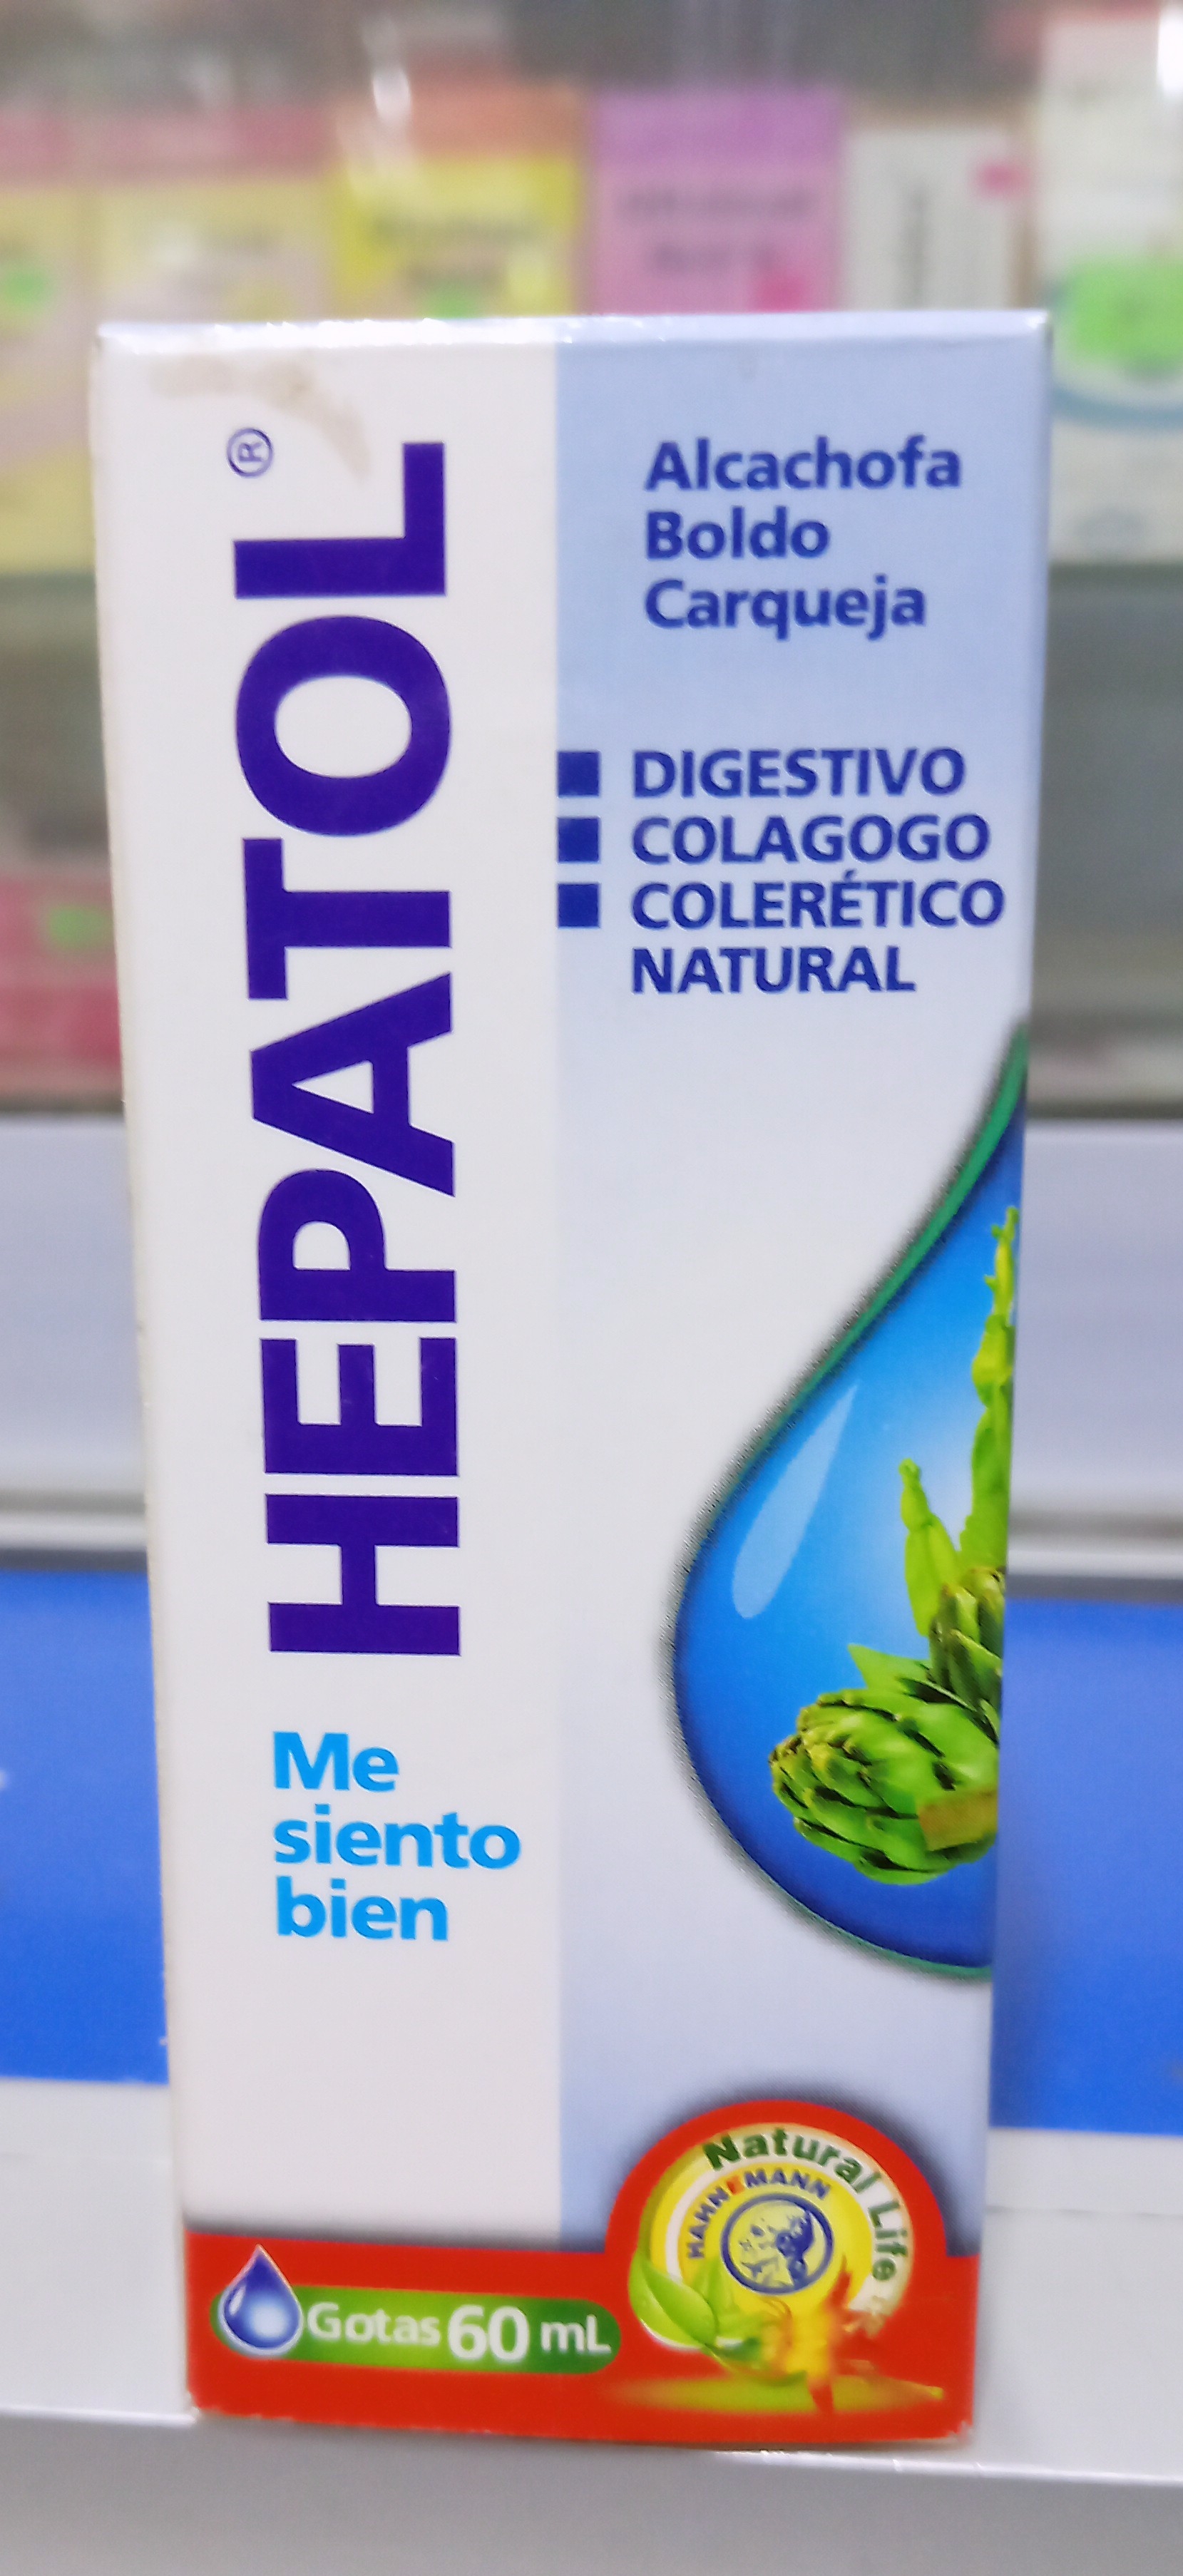 HEPATOL®
Me
siento
bien
Alcachofa
Boldo
Carqueja
DIGESTIVO
COLAGOGO
COLERÉTICO
NATURAL
Natural Life
HAHNEMANN
Gotas 60 mL